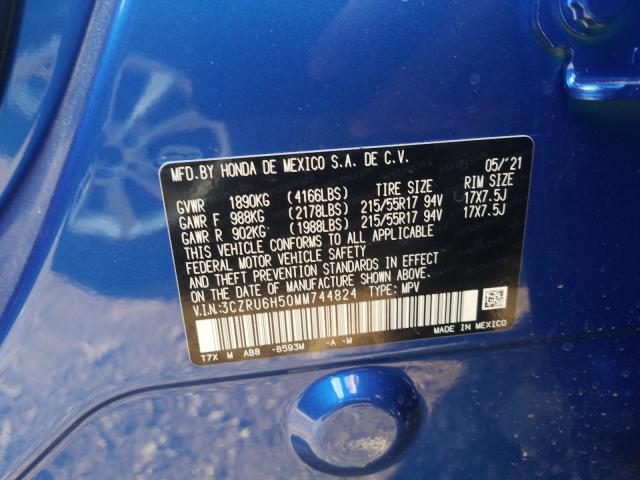 MFD.BY HONDA DE MEXICO S.A. DE C.V. 05/'21
GVWR 1890KG (4166LBS) TIRE SIZE RIM SIZE
GAWR F 988KG (2178LBS) 215/55R17 94V 17X7.5J
GAWR R 902KG (1988LBS) 215/55R17 94V 17X7.5J
THIS VEHICLE CONFORMS TO ALL APPLICABLE
FEDERAL MOTOR VEHICLE SAFETY
AND THEFT PREVENTION STANDARDS IN EFFECT
ON THE DATE OF MANUFACTURE SHOWN ABOVE.
V.I.N.:3CZRU6H50MM744824 TYPE: MPV
T7X M AB8 -B593M -A -M MADE IN MEXICO